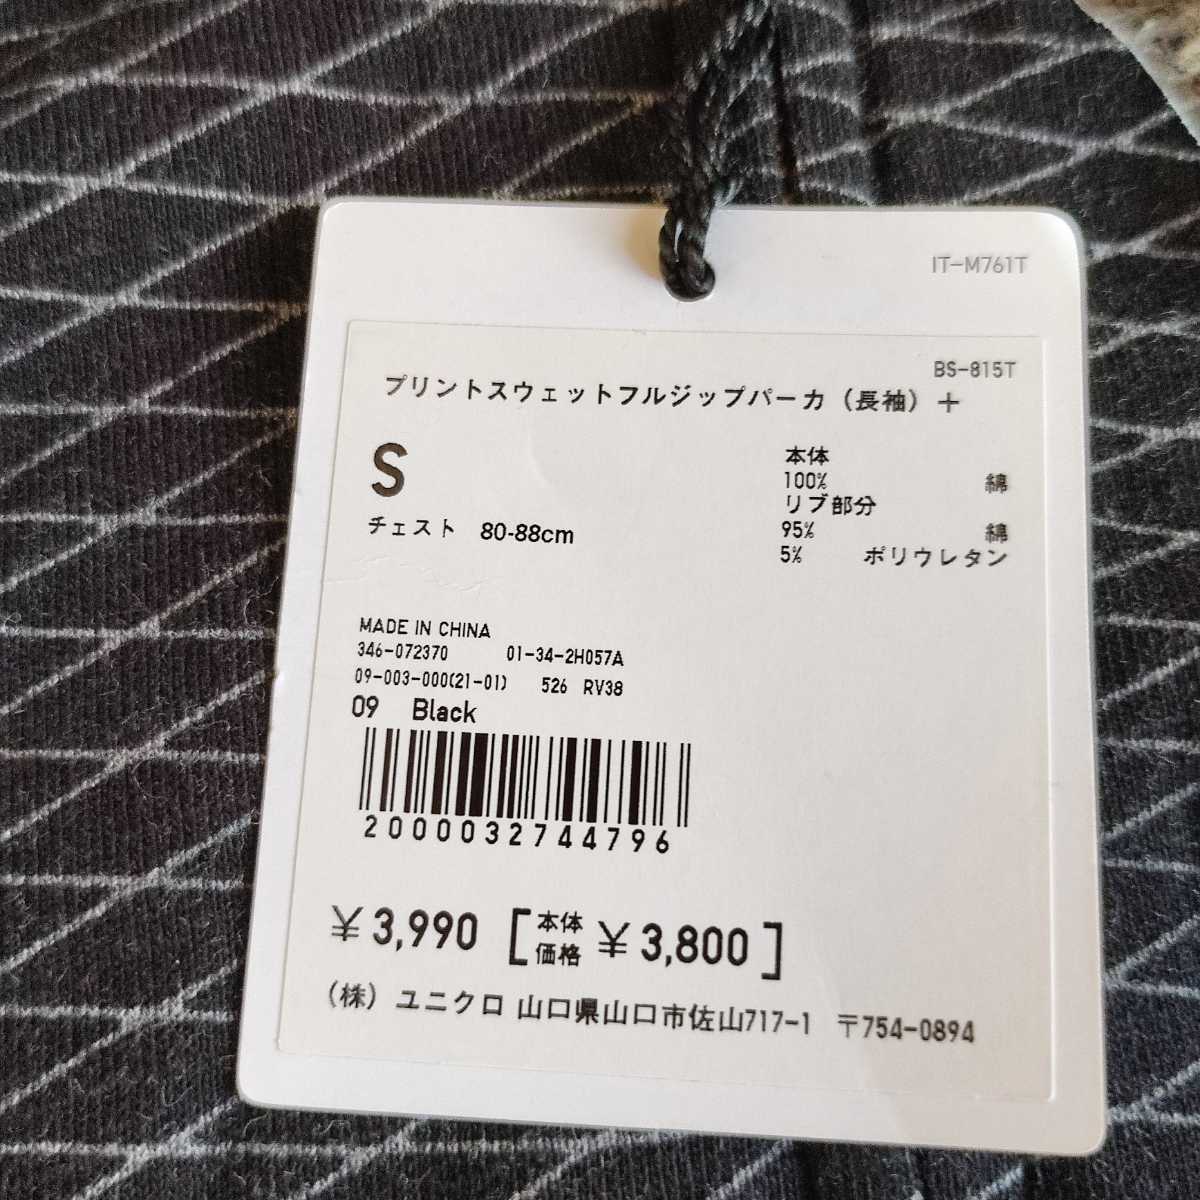 IT-M761T
BS-815T
プリントスウェットフルジップパーカ（長袖）＋
S
チェスト 80-88cm
本体
100% 綿
リブ部分
95% 綿
5% ポリウレタン
MADE IN CHINA
346-072370 01-34-2H057A
09-003-000(21-01) 526 RV38
09 Black
2000032744796
￥3,990 [本体価格 ￥3,800]
（株）ユニクロ 山口県山口市佐山717-1 〒754-0894